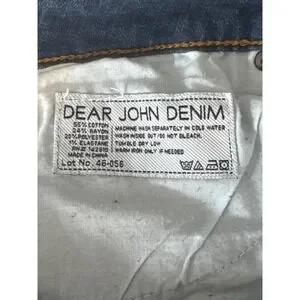 DEAR JOHN DENIM
55% COTTON
24% RAYON
20% POLYESTER
1% ELASTANE
MADE IN CHINA
Lot No. 46-056
MACHINE WASH SEPARATELY IN COLD WATER
WASH INSIDE OUT/DO NOT BLEACH.
TUMBLE DRY LOW
WARM IRON ONLY IF NEEDED